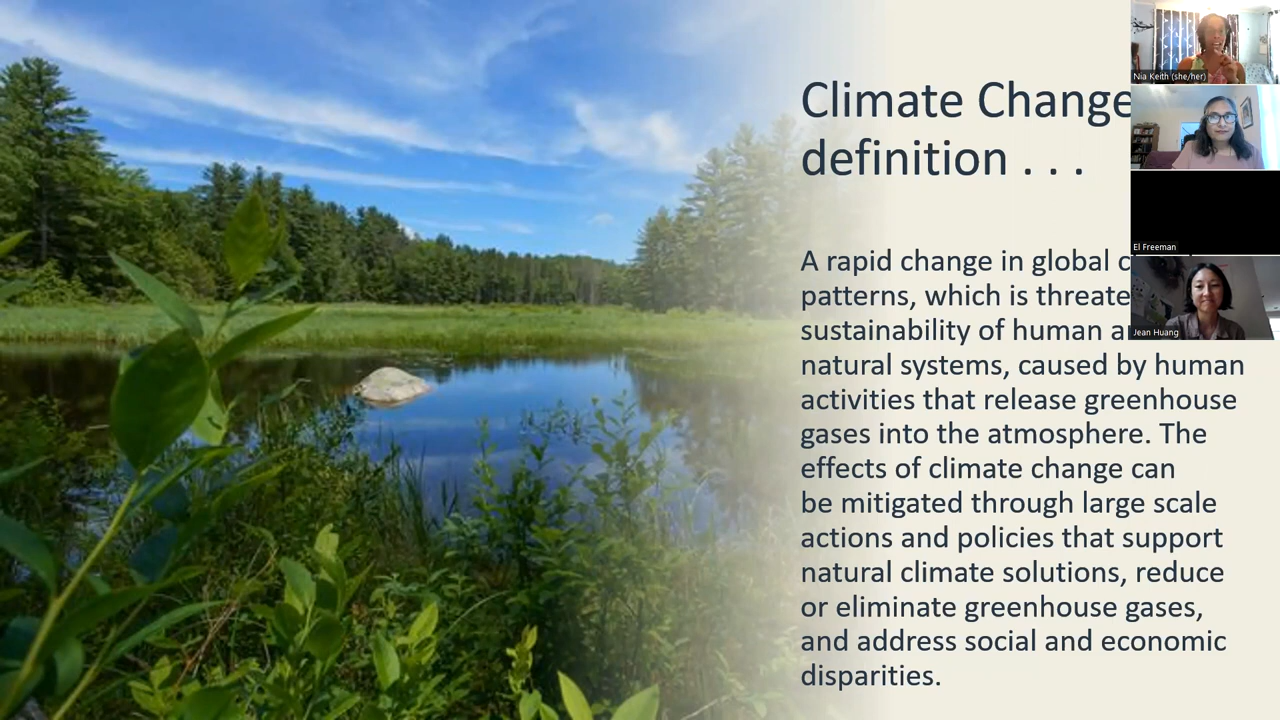 Climate Change
definition . . .
A rapid change in global
patterns, which is
sustainability of human
natural systems, caused by human
activities that release greenhouse
gases into the atmosphere. The
effects of climate change can
be mitigated through large scale
actions and policies that support
natural climate solutions, reduce
or eliminate greenhouse gases,
and address social and economic
disparities.
Nia Keith (she/her)
El Freeman
Jean Huang